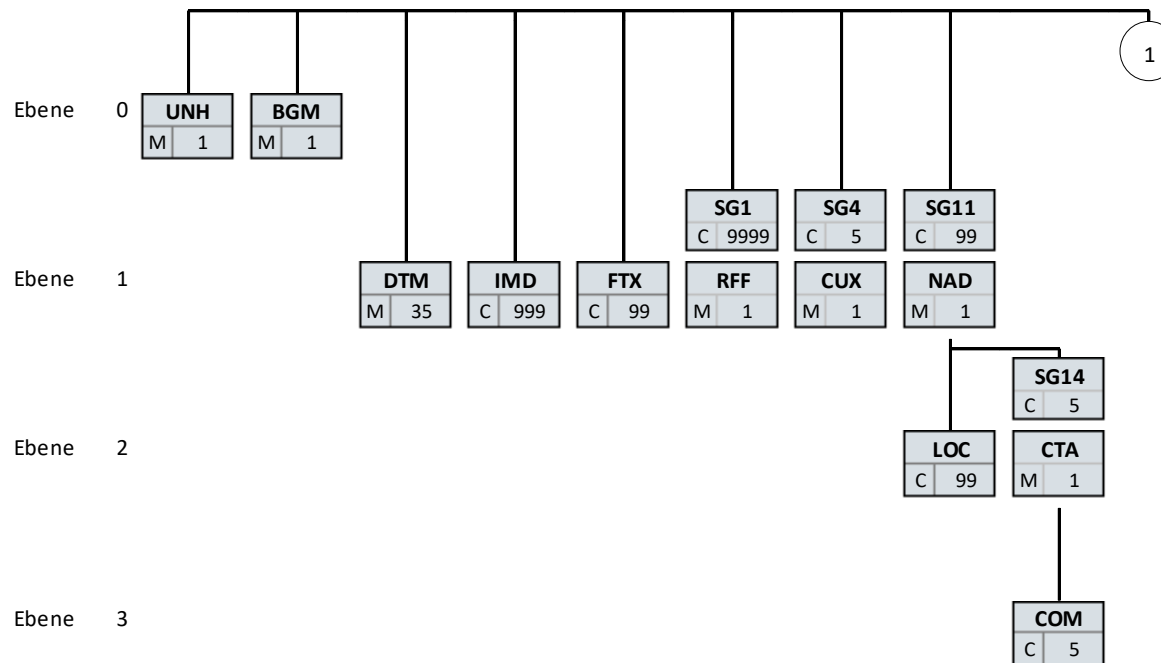 1
Ebene 0 UNH BGM
M 1 M 1
SG1 SG4 SG11
C 9999 C 5 C 99
Ebene 1 DTM IMD FTX RFF CUX NAD
M 35 C 999 C 99 M 1 M 1 M 1
SG14
C 5
Ebene 2 LOC CTA
C 99 M 1
Ebene 3 COM
C 5